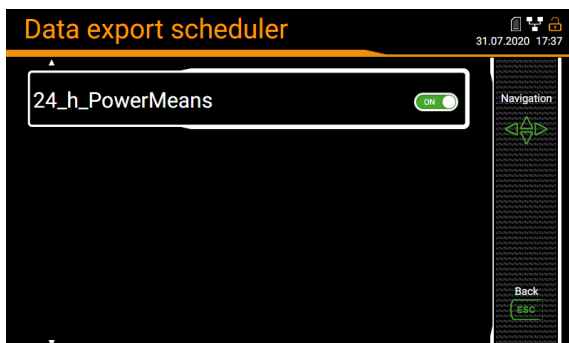 Data export scheduler
31.07.2020 17:37
24_h_PowerMeans
ON
Navigation
Back
ESC